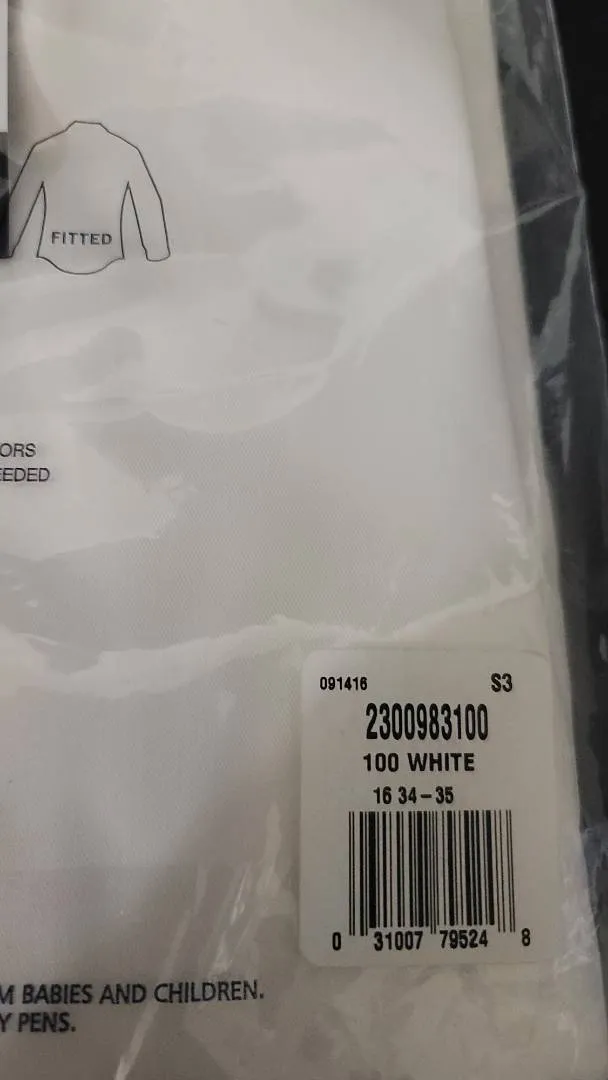 FITTED
ORS
EEDED
091416 S3
2300983100
100 WHITE
16 34-35
0 31007 79524 8
M BABIES AND CHILDREN.
Y PENS.